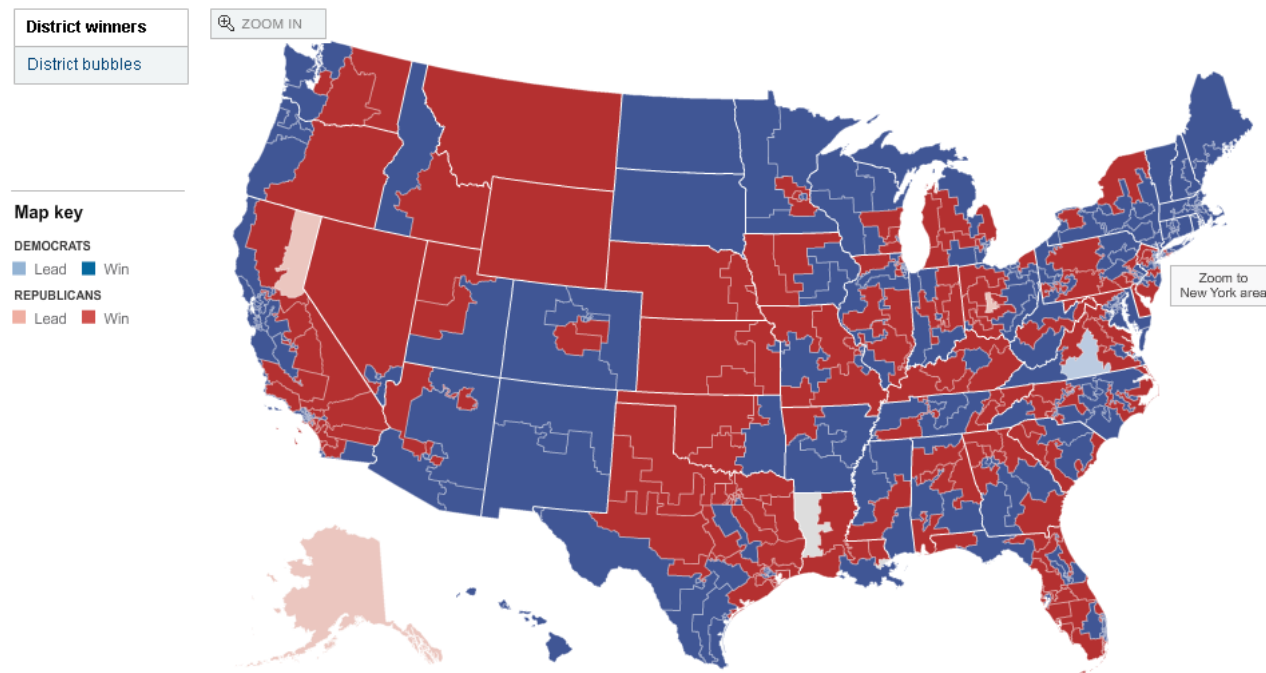 District winners
ZOOM IN
District bubbles
Map key
DEMOCRATS
Lead Win
REPUBLICANS
Lead Win
Zoom to
New York area